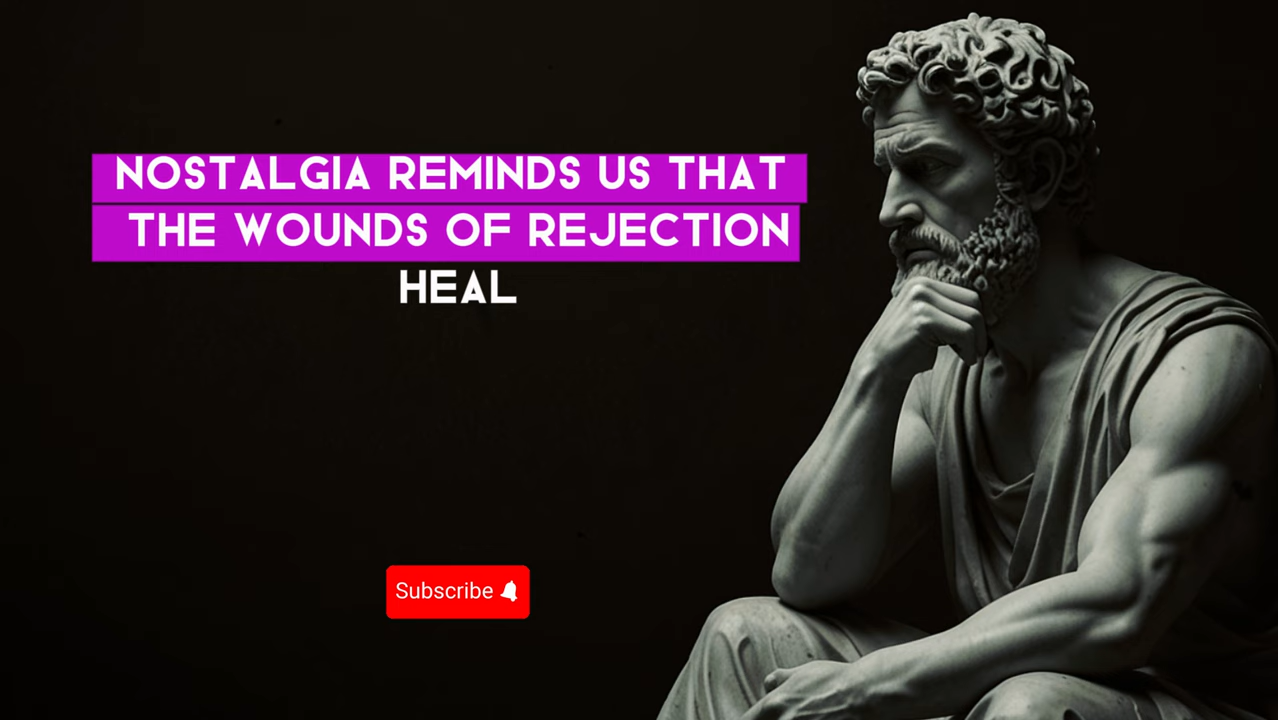 NOSTALGIA REMINDS US THAT
THE WOUNDS OF REJECTION
HEAL
Subscribe